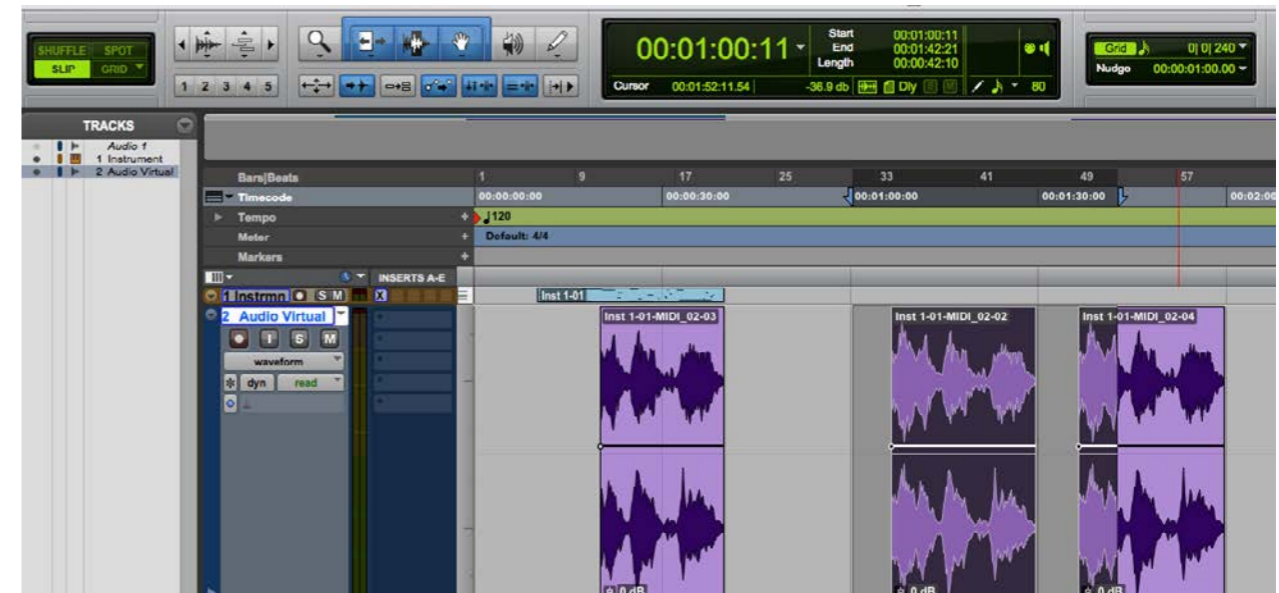 SHUFFLE SPOT
SLIP GRID
1 2 3 4 5
00:01:00:11
Start 00:01:00:11
End 00:01:42:21
Length 00:00:42:10
Cursor 00:01:52:11.54
-36.9 db Dly S M 80
Grid 0| 0| 240
Nudge 00:00:01:00.00
TRACKS
Audio 1
1 Instrument
2 Audio Virtual
Bars|Beats 1 9 17 25 33 41 49 57
Timecode 00:00:00:00 00:00:30:00 00:01:00:00 00:01:30:00 00:02:00
Tempo + 120
Meter + Default: 4/4
Markers +
INSERTS A-E
1 Instrmn S M X Inst 1-01
2 Audio Virtual
Inst 1-01-MIDI_02-03 Inst 1-01-MIDI_02-02 Inst 1-01-MIDI_02-04
I S M
waveform
dyn read
0 dB 0 dB 0 dB